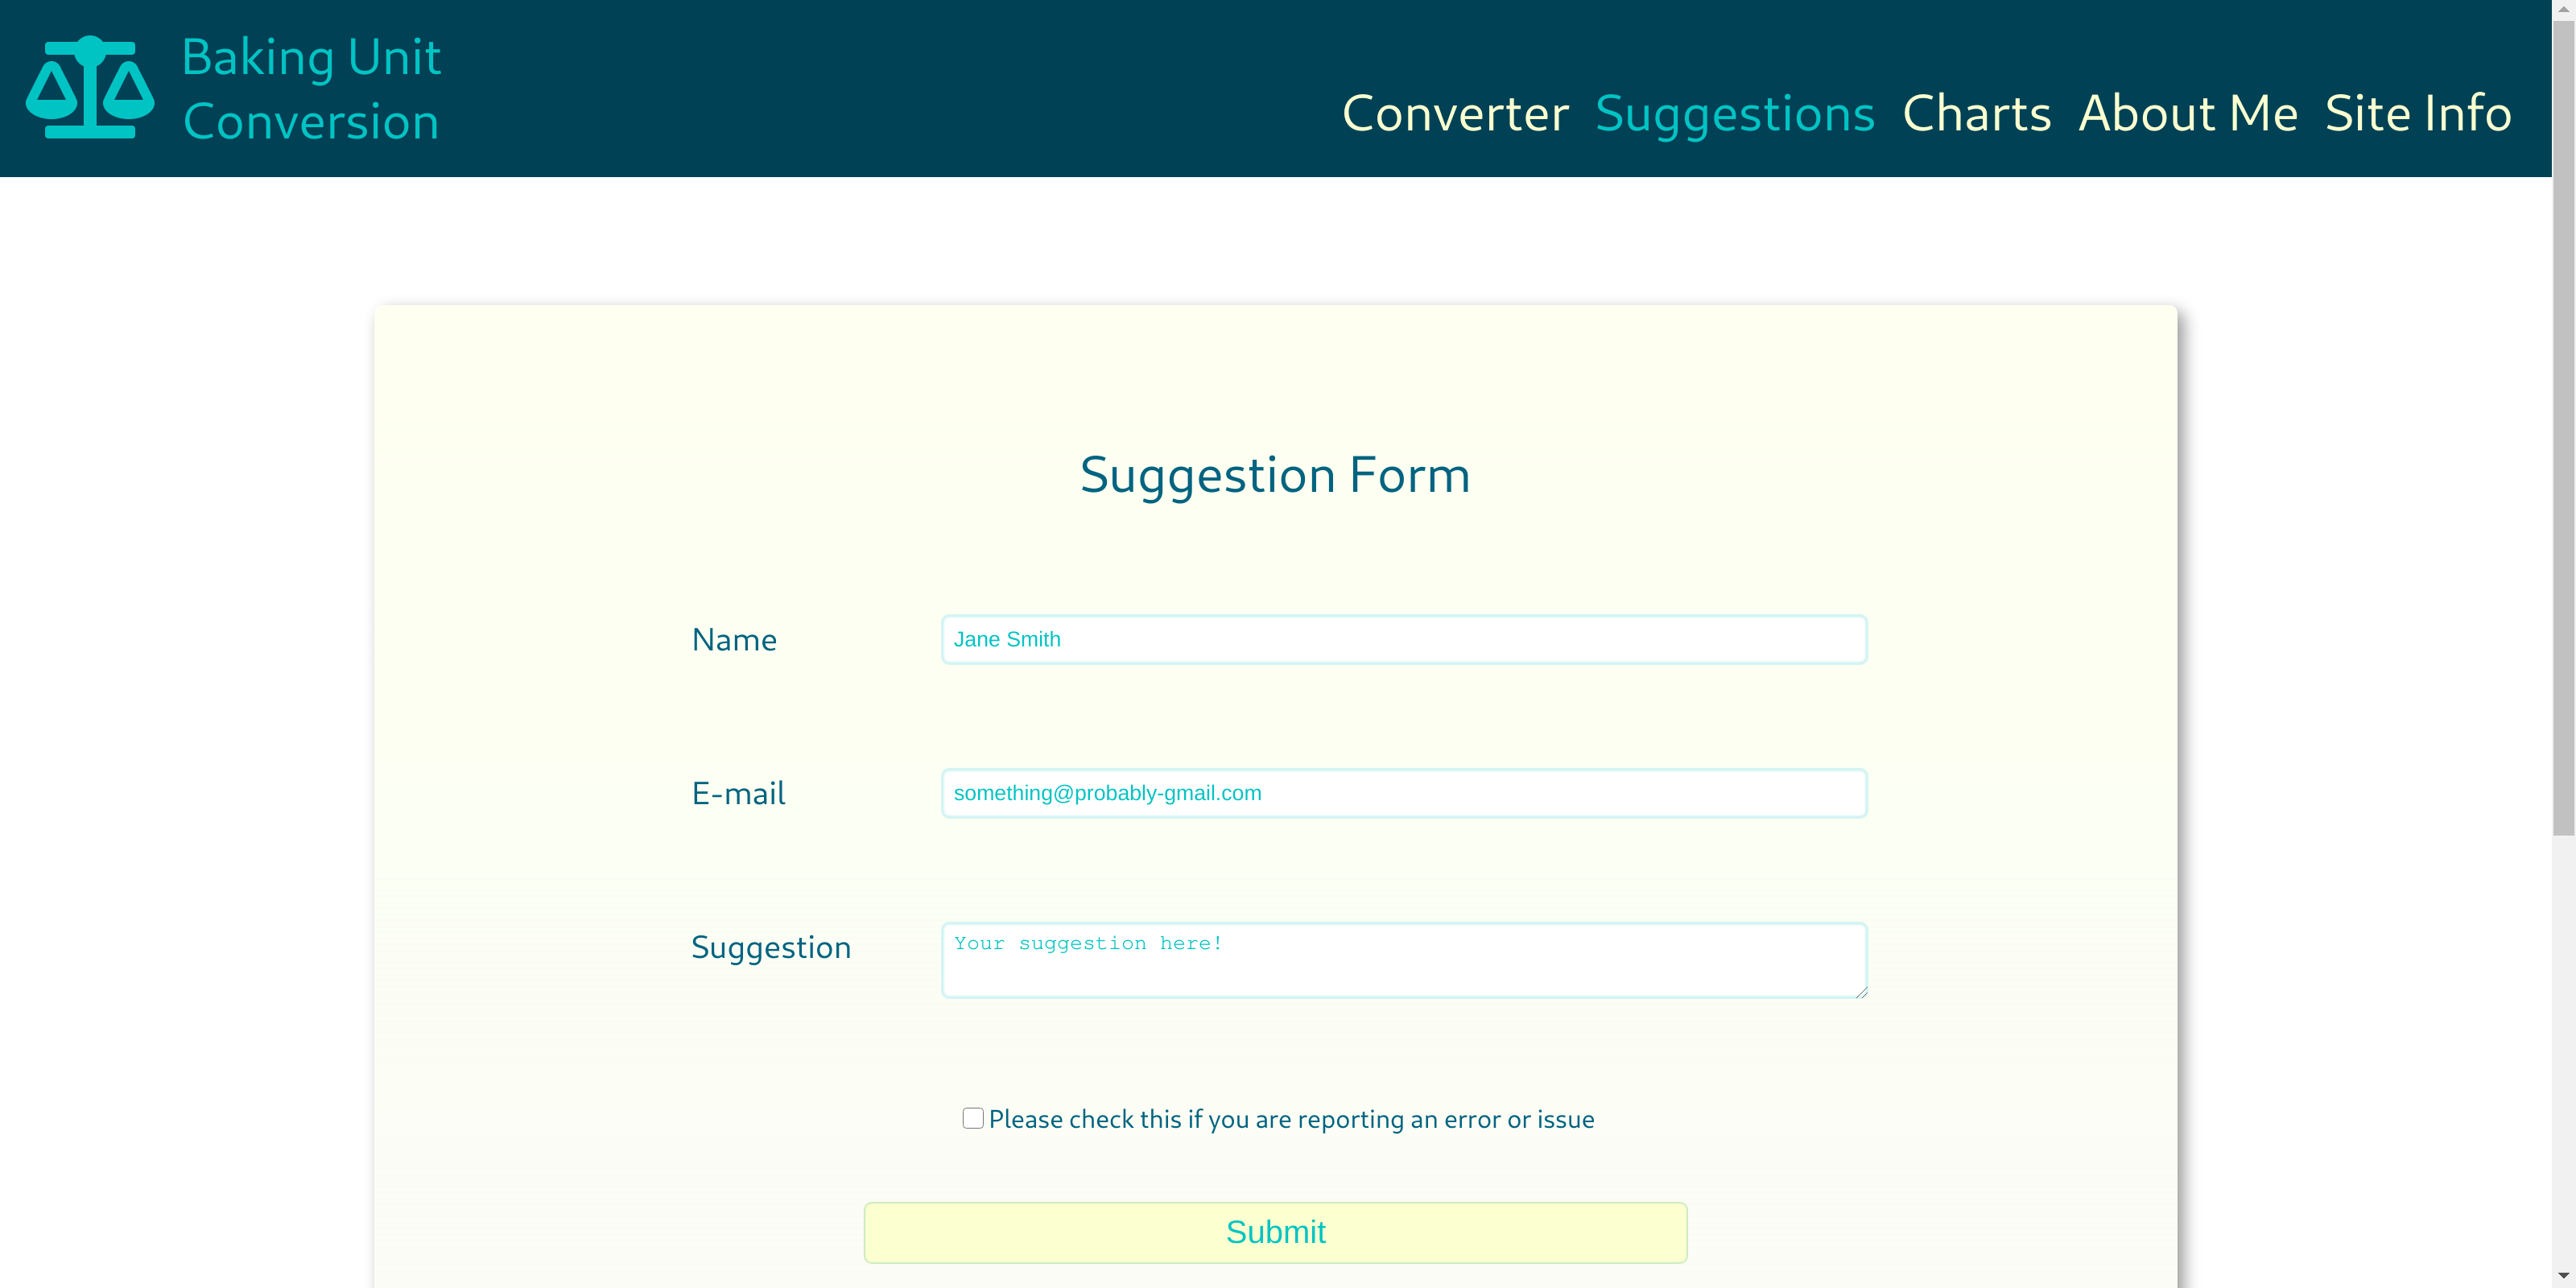 Baking Unit
Conversion
Converter Suggestions Charts About Me Site Info
Suggestion Form
Name
Jane Smith
E-mail
something@probably-gmail.com
Suggestion
Your suggestion here!
Please check this if you are reporting an error or issue
Submit